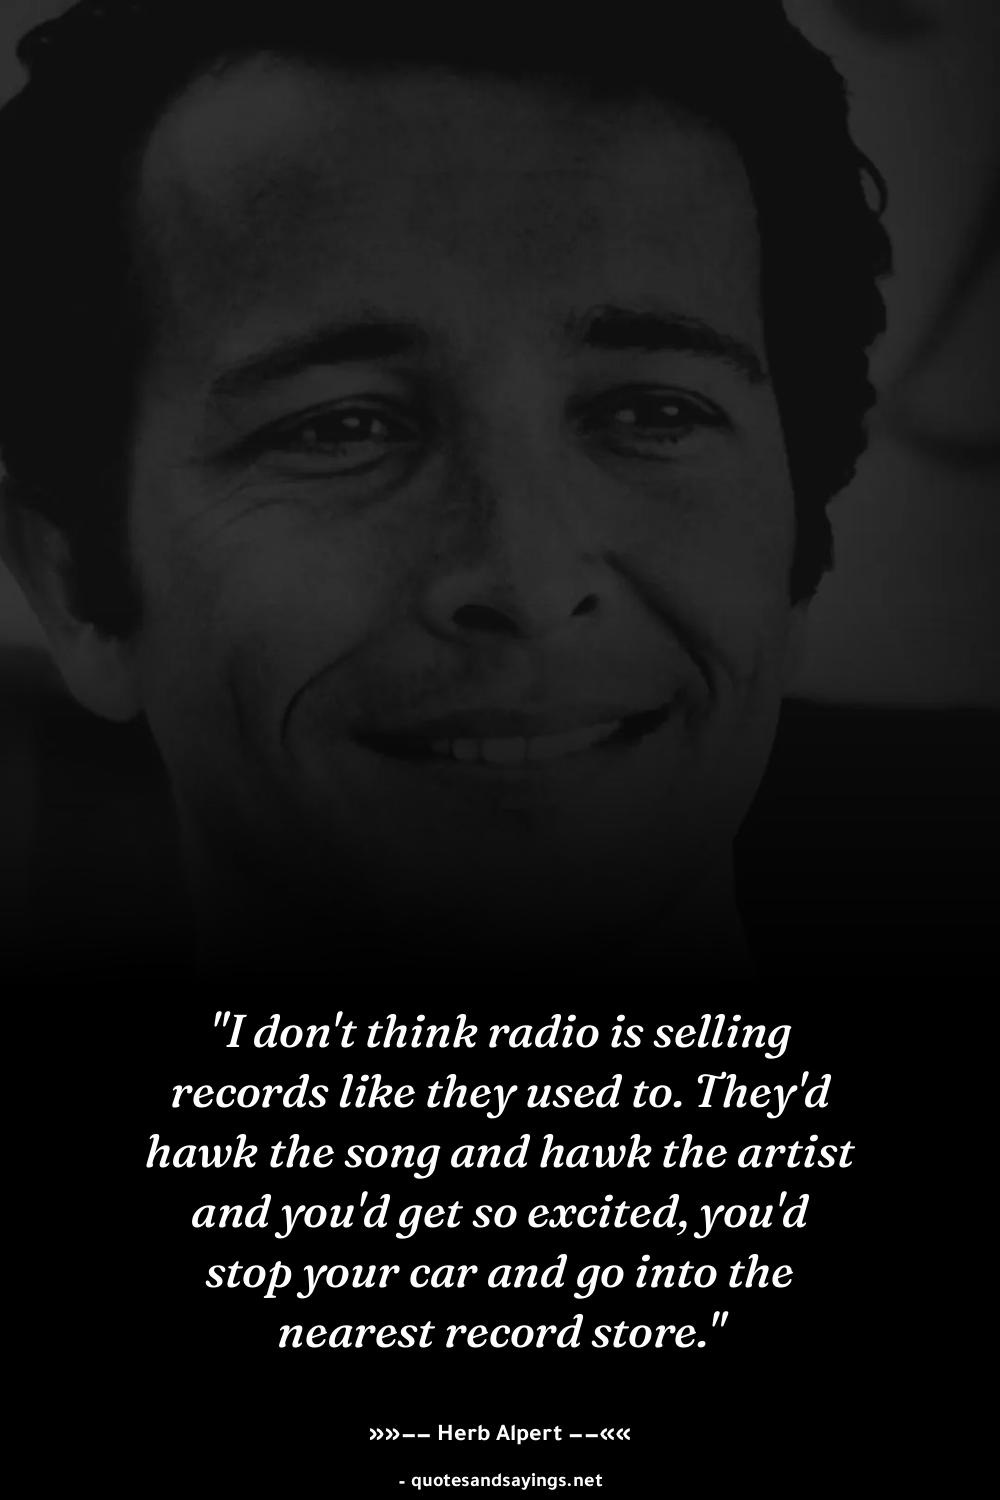 "I don't think radio is selling
records like they used to. They'd
hawk the song and hawk the artist
and you'd get so excited, you'd
stop your car and go into the
nearest record store."
»»−− Herb Alpert −−««
- quotesandsayings.net